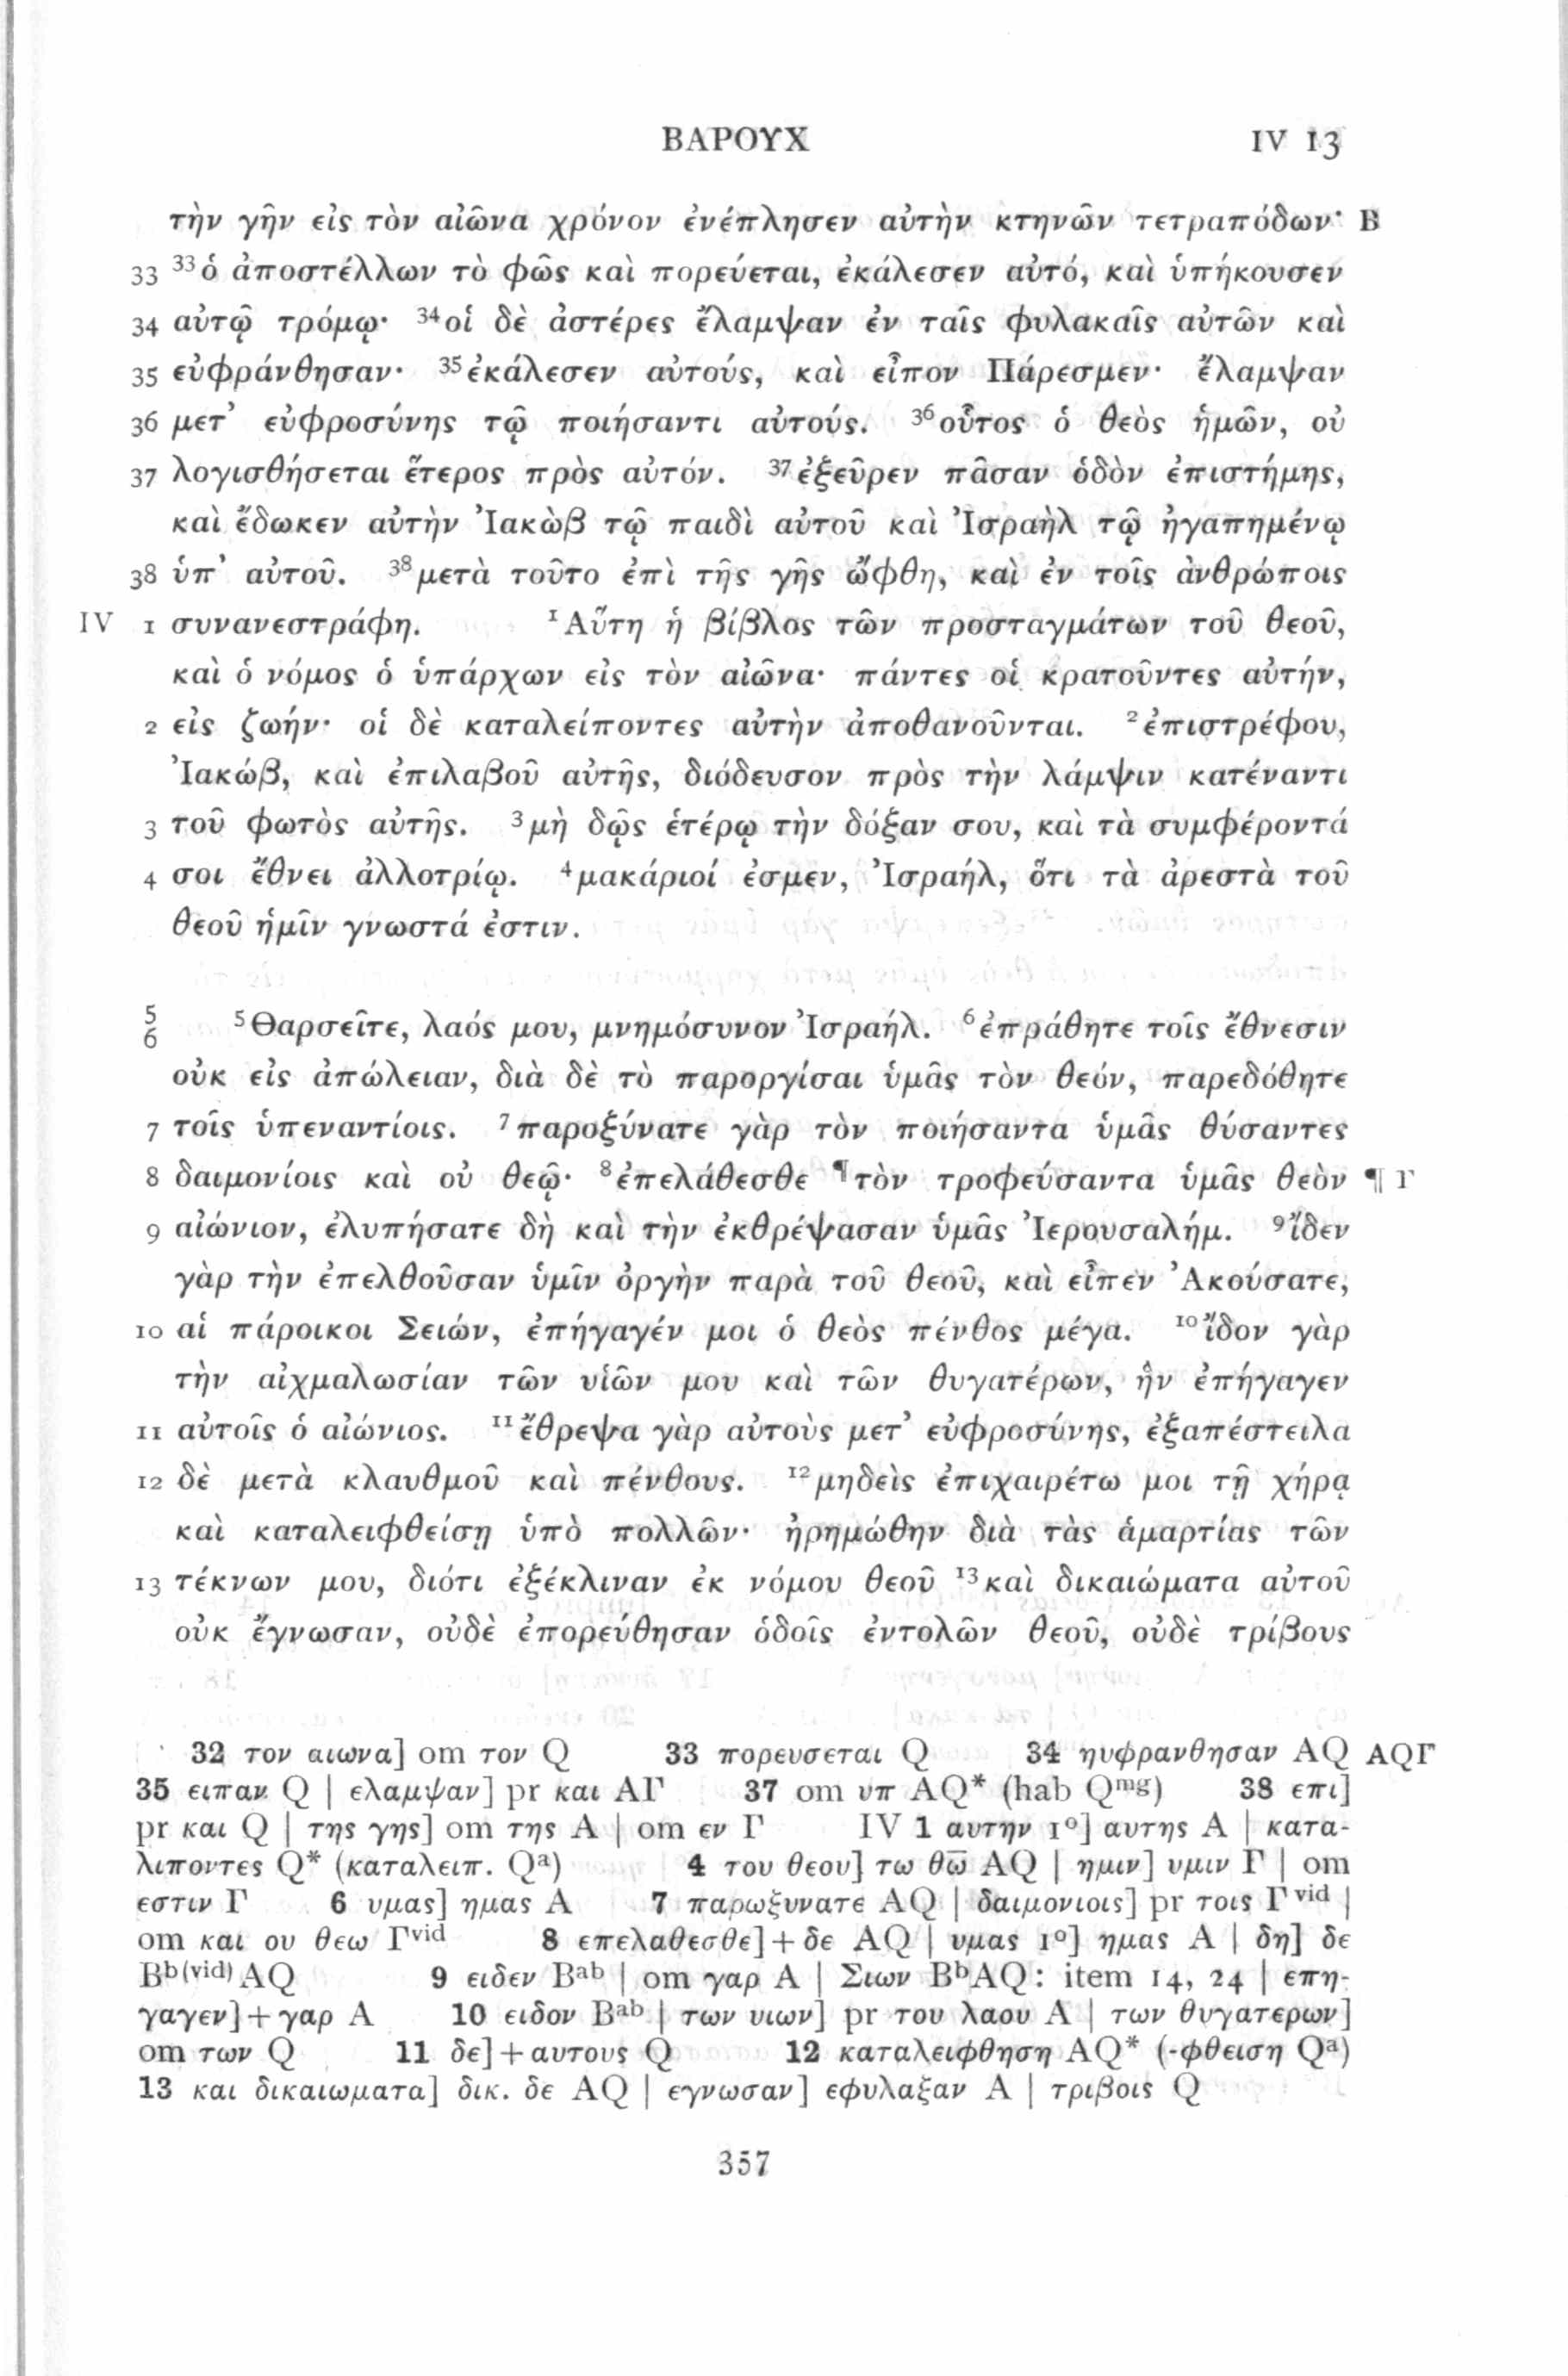 ΒΑΡΟΥΧ IV 13
τὴν γῆν εἰς τὸν αἰῶνα χρόνον ἐνέπλησεν αὐτὴν κτηνῶν τετραπόδων· B
33 ³³ὁ ἀποστέλλων τὸ φῶς καὶ πορεύεται, ἐκάλεσεν αὐτό, καὶ ὑπήκουσεν
34 αὐτῷ τρόμῳ· ³⁴οἱ δὲ ἀστέρες ἔλαμψαν ἐν ταῖς φυλακαῖς αὐτῶν καὶ
35 εὐφράνθησαν· ³⁵ἐκάλεσεν αὐτούς, καὶ εἶπον Πάρεσμεν· ἔλαμψαν
36 μετ’ εὐφροσύνης τῷ ποιήσαντι αὐτούς. ³⁶οὗτος ὁ θεὸς ἡμῶν, οὐ
37 λογισθήσεται ἕτερος πρὸς αὐτόν. ³⁷ἐξεῦρεν πᾶσαν ὁδὸν ἐπιστήμης,
καὶ ἔδωκεν αὐτὴν Ἰακὼβ τῷ παιδὶ αὐτοῦ καὶ Ἰσραὴλ τῷ ἠγαπημένῳ
38 ὑπ’ αὐτοῦ. ³⁸μετὰ τοῦτο ἐπὶ τῆς γῆς ὤφθη, καὶ ἐν τοῖς ἀνθρώποις
IV 1 συνανεστράφη. ¹Αὕτη ἡ βίβλος τῶν προσταγμάτων τοῦ θεοῦ,
καὶ ὁ νόμος ὁ ὑπάρχων εἰς τὸν αἰῶνα· πάντες οἱ κρατοῦντες αὐτήν,
2 εἰς ζωήν· οἱ δὲ καταλείποντες αὐτὴν ἀποθανοῦνται. ²ἐπιστρέφου,
Ἰακώβ, καὶ ἐπιλαβοῦ αὐτῆς, διόδευσον πρὸς τὴν λάμψιν κατέναντι
3 τοῦ φωτὸς αὐτῆς. ³μὴ δῷς ἑτέρῳ τὴν δόξαν σου, καὶ τὰ συμφέροντά
4 σοι ἔθνει ἀλλοτρίῳ. ⁴μακάριοί ἐσμεν, Ἰσραήλ, ὅτι τὰ ἀρεστὰ τοῦ
θεοῦ ἡμῖν γνωστά ἐστιν.
5
6 ⁵Θαρσεῖτε, λαός μου, μνημόσυνον Ἰσραήλ. ⁶ἐπράθητε τοῖς ἔθνεσιν
οὐκ εἰς ἀπώλειαν, διὰ δὲ τὸ παροργίσαι ὑμᾶς τὸν θεόν, παρεδόθητε
7 τοῖς ὑπεναντίοις. ⁷παροξύνατε γὰρ τὸν ποιήσαντα ὑμᾶς θύσαντες
8 δαιμονίοις καὶ οὐ θεῷ· ⁸ἐπελάθεσθε ¶τὸν τροφεύσαντα ὑμᾶς θεὸν ¶ Γ
9 αἰώνιον, ἐλυπήσατε δὴ καὶ τὴν ἐκθρέψασαν ὑμᾶς Ἰερουσαλήμ. ⁹ἴδεν
γὰρ τὴν ἐπελθοῦσαν ὑμῖν ὀργὴν παρὰ τοῦ θεοῦ, καὶ εἶπεν Ἀκούσατε,
10 αἱ πάροικοι Σειών, ἐπήγαγέν μοι ὁ θεὸς πένθος μέγα. ¹⁰ἴδον γὰρ
τὴν αἰχμαλωσίαν τῶν υἱῶν μου καὶ τῶν θυγατέρων, ἣν ἐπήγαγεν
11 αὐτοῖς ὁ αἰώνιος. ¹¹ἔθρεψα γὰρ αὐτοὺς μετ’ εὐφροσύνης, ἐξαπέστειλα
12 δὲ μετὰ κλαυθμοῦ καὶ πένθους. ¹²μηδεὶς ἐπιχαιρέτω μοι τῇ χήρᾳ
καὶ καταλειφθείσῃ ὑπὸ πολλῶν· ἠρημώθην διὰ τὰς ἁμαρτίας τῶν
13 τέκνων μου, διότι ἐξέκλιναν ἐκ νόμου θεοῦ ¹³καὶ δικαιώματα αὐτοῦ
οὐκ ἔγνωσαν, οὐδὲ ἐπορεύθησαν ὁδοῖς ἐντολῶν θεοῦ, οὐδὲ τρίβους
32 τον αιωνα] om τον Q 33 πορευσεται Q 34 ηυφρανθησαν AQ AQΓ
35 ειπαν Q | ελαμψαν] pr και AΓ 37 om υπ AQ* (hab Qᵐᵍ) 38 επι]
pr και Q | της γης] om της A | om εν Γ IV 1 αυτην 1°] αυτης A | κατα-
λιποντες Q* (καταλειπ. Qᵃ) 4 του θεου] τω θω̅ AQ | ημιν] υμιν Γ | om
εστιν Γ 6 υμας] ημας A 7 παρωξυνατε AQ | δαιμονιοις] pr τοις Γᵛⁱᵈ |
om και ου θεω Γᵛⁱᵈ 8 επελαθεσθε]+δε AQ | υμας 1°] ημας A | δη] δε
Bᵇ⁽ᵛⁱᵈ⁾AQ 9 ειδεν Bᵃᵇ | om γαρ A | Σιων BᵇAQ: item 14, 24 | επη-
γαγεν]+γαρ A 10 ειδον Bᵃᵇ | των υιων] pr του λαου A | των θυγατερων]
om των Q 11 δε]+αυτους Q 12 καταλειφθηση AQ* (-φθειση Qᵃ)
13 και δικαιωματα] δικ. δε AQ | εγνωσαν] εφυλαξαν A | τριβοις Q
357